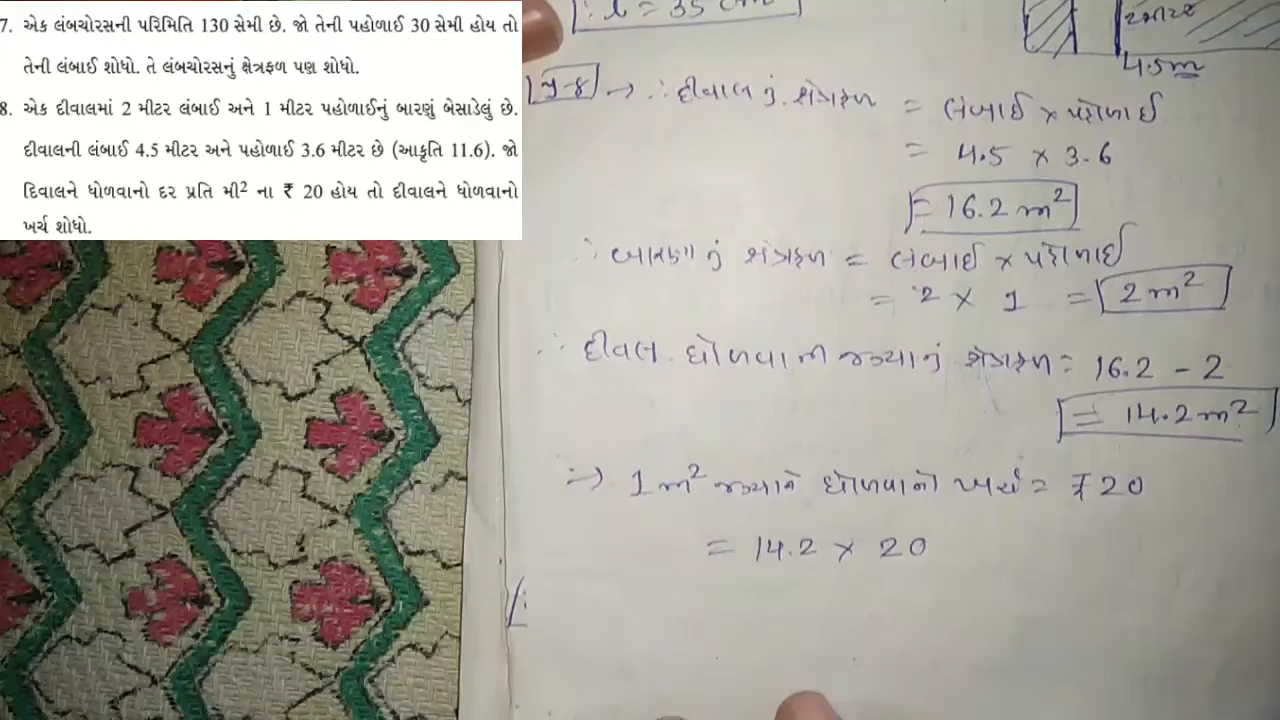 7. એક લંબચોરસની પરિમિતિ 130 સેમી છે. જો તેની પહોળાઈ 30 સેમી હોય તો
તેની લંબાઈ શોધો. તે લંબચોરસનું ક્ષેત્રફળ પણ શોધો.
8. એક દીવાલમાં 2 મીટર લંબાઈ અને 1 મીટર પહોળાઈનું બારણું બેસાડેલું છે.
દીવાલની લંબાઈ 4.5 મીટર અને પહોળાઈ 3.6 મીટર છે (આકૃતિ 11.6). જો
દિવાલને ધોળવાનો દર પ્રતિ મી² ના ₹ 20 હોય તો દીવાલને ધોળવાનો
ખર્ચ શોધો.
4.5m
→ ∴ દીવાલનું ક્ષેત્રફળ = લંબાઈ × પહોળાઈ
= 4.5 × 3.6
= 16.2 m²
∴ બારણાનું ક્ષેત્રફળ = લંબાઈ × પહોળાઈ
= 2 × 1 = 2 m²
∴ દીવાલ ધોળવાની જગ્યાનું ક્ષેત્રફળ = 16.2 - 2
= 14.2 m²
⇒ 1 m² જગ્યાને ધોળવાનો ખર્ચ = ₹ 20
= 14.2 × 20